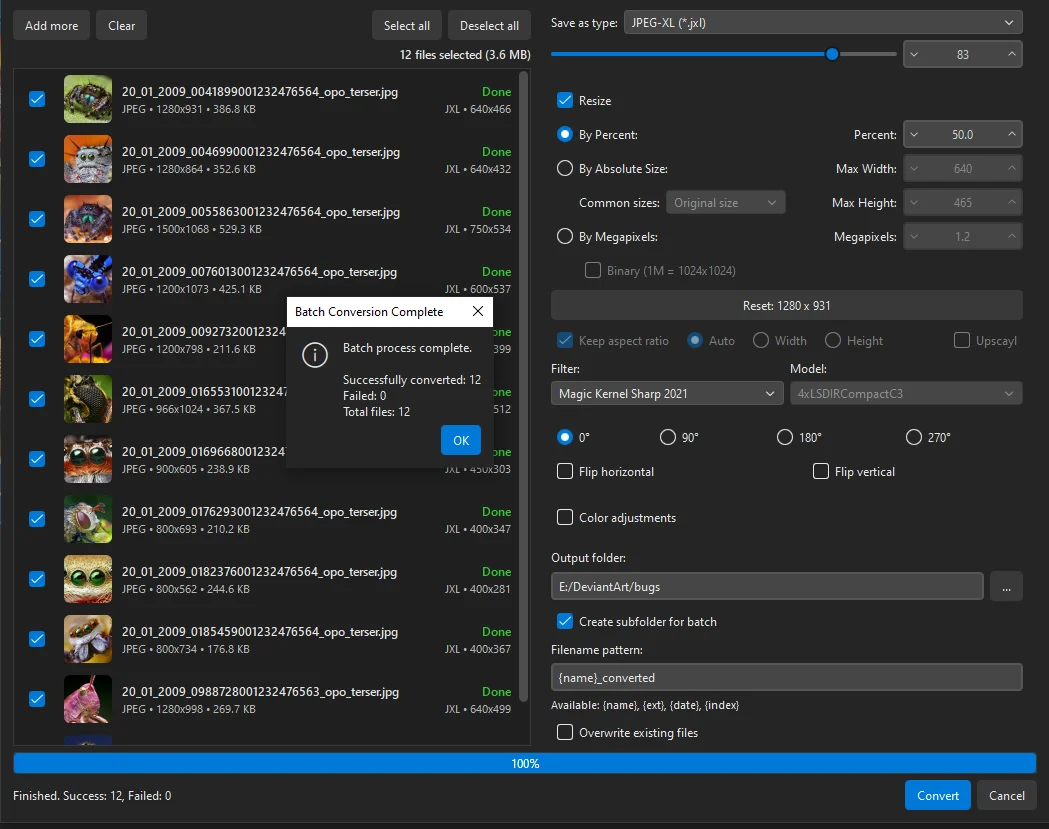 Add more
Clear
Select all
Deselect all
12 files selected (3.6 MB)
20_01_2009_0041899001232476564_opo_terser.jpg
Done
JPEG • 1280x931 • 386.8 KB
JXL • 640x466
20_01_2009_0046990001232476564_opo_terser.jpg
Done
JPEG • 1280x864 • 352.6 KB
JXL • 640x432
20_01_2009_0055863001232476564_opo_terser.jpg
Done
JPEG • 1500x1068 • 529.3 KB
JXL • 750x534
20_01_2009_0076013001232476564_opo_terser.jpg
Done
JPEG • 1200x1073 • 425.1 KB
JXL • 600x537
20_01_2009_00927320012324
one
JPEG • 1200x798 • 211.6 KB
399
20_01_2009_01655310012324
one
JPEG • 966x1024 • 367.5 KB
512
20_01_2009_01696680012324
one
JPEG • 900x605 • 238.9 KB
JXL • 450x303
20_01_2009_0176293001232476564_opo_terser.jpg
Done
JPEG • 800x693 • 210.2 KB
JXL • 400x347
20_01_2009_0182376001232476564_opo_terser.jpg
Done
JPEG • 800x562 • 244.6 KB
JXL • 400x281
20_01_2009_0185459001232476564_opo_terser.jpg
Done
JPEG • 800x734 • 176.8 KB
JXL • 400x367
20_01_2009_0988728001232476563_opo_terser.jpg
Done
JPEG • 1280x998 • 269.7 KB
JXL • 640x499
Batch Conversion Complete
Batch process complete.
Successfully converted: 12
Failed: 0
Total files: 12
OK
Save as type: JPEG-XL (*.jxl)
83
Resize
By Percent:
Percent: 50.0
By Absolute Size:
Max Width: 640
Common sizes: Original size
Max Height: 465
By Megapixels:
Megapixels: 1.2
Binary (1M = 1024x1024)
Reset: 1280 x 931
Keep aspect ratio
Auto
Width
Height
Upscayl
Filter:
Model:
Magic Kernel Sharp 2021
4xLSDIRCompactC3
0°
90°
180°
270°
Flip horizontal
Flip vertical
Color adjustments
Output folder:
E:/DeviantArt/bugs
...
Create subfolder for batch
Filename pattern:
{name}_converted
Available: {name}, {ext}, {date}, {index}
Overwrite existing files
100%
Finished. Success: 12, Failed: 0
Convert
Cancel